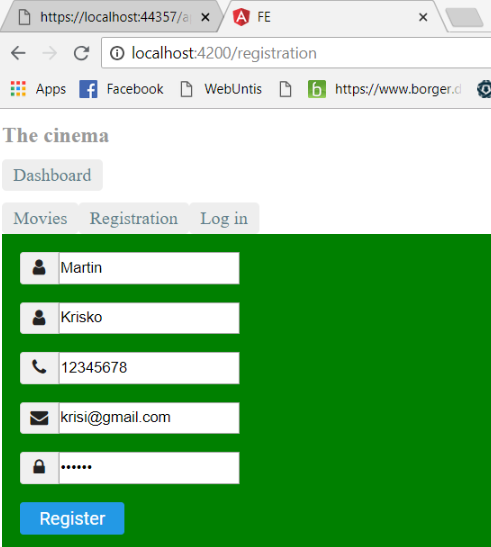 https://localhost:44357/a
FE
localhost:4200/registration
Apps Facebook WebUntis https://www.borger.d
The cinema
Dashboard
Movies Registration Log in
Martin
Krisko
12345678
krisi@gmail.com
••••••
Register